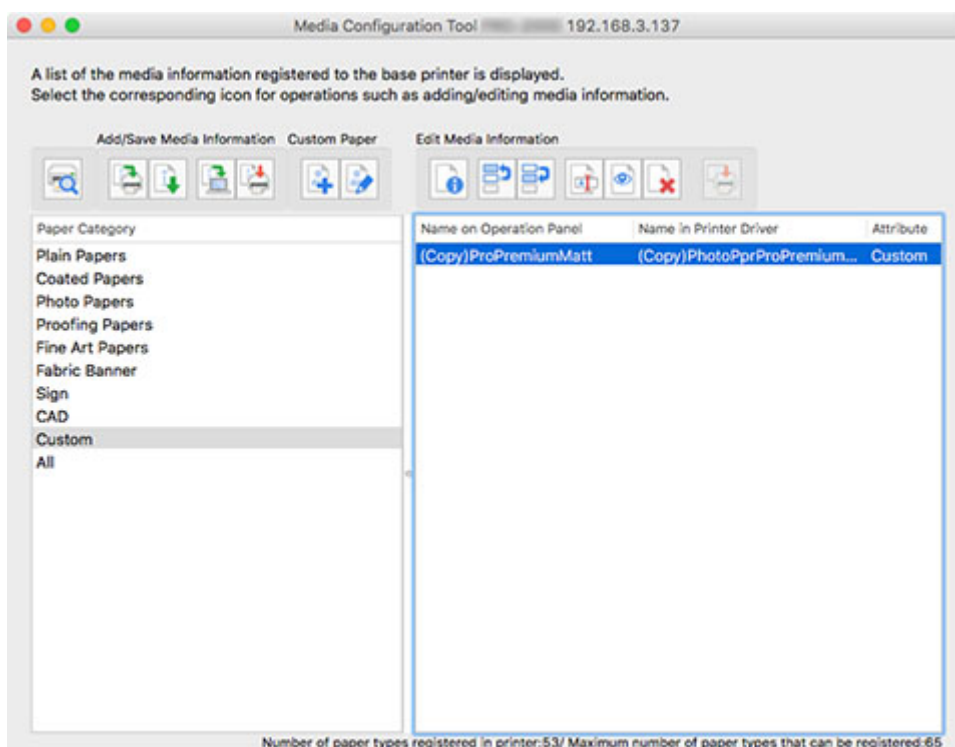 Media Configuration Tool 192.168.3.137
A list of the media information registered to the base printer is displayed.
Select the corresponding icon for operations such as adding/editing media information.
Add/Save Media Information Custom Paper Edit Media Information
Paper Category
Plain Papers
Coated Papers
Photo Papers
Proofing Papers
Fine Art Papers
Fabric Banner
Sign
CAD
Custom
All
Name on Operation Panel Name in Printer Driver Attribute
(Copy)ProPremiumMatt (Copy)PhotoPprProPremium... Custom
Number of paper types registered in printer:53/ Maximum number of paper types that can be registered:65